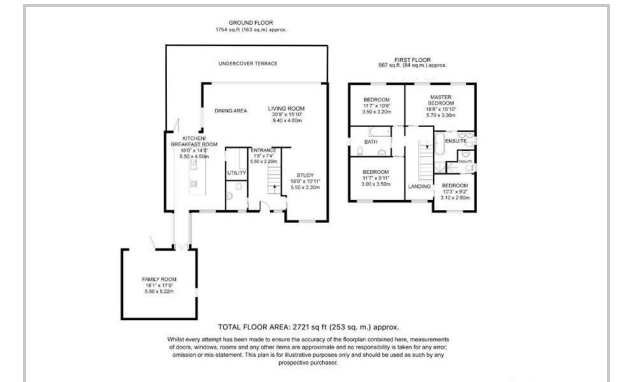 GROUND FLOOR
1754 sq.ft (163 sq.m) approx.
UNDERCOVER TERRACE
DINING AREA
LIVING ROOM
30'9" x 15'10"
9.40 x 4.80m
KITCHEN/
BREAKFAST ROOM
18'0" x 14'9"
5.50 x 4.50m
UTILITY
ENTRANCE
5.50 x 2.20m
STUDY
18'0" x 10'11"
5.50 x 3.30m
FAMILY ROOM
18'1" x 17'0"
5.50 x 5.22m
FIRST FLOOR
967 sq.ft. (84 sq.m.) approx.
BEDROOM
11'7" x 10'6"
3.50 x 3.20m
MASTER
BEDROOM
18'8" x 10'10"
5.70 x 3.30m
BATH
ENSUITE
ENSUITE
BEDROOM
11'7" x 9'11"
3.00 x 3.50m
LANDING
BEDROOM
10'3" x 9'2"
3.10 x 2.80m
TOTAL FLOOR AREA: 2721 sq ft (253 sq. m.) approx.
Whilst every attempt has been made to ensure the accuracy of the floorplan contained here, measurements
of doors, windows, rooms and any other items are approximate and no responsibility is taken for any error,
omission or mis-statement. This plan is for illustrative purposes only and should be used as such by any
prospective purchaser.